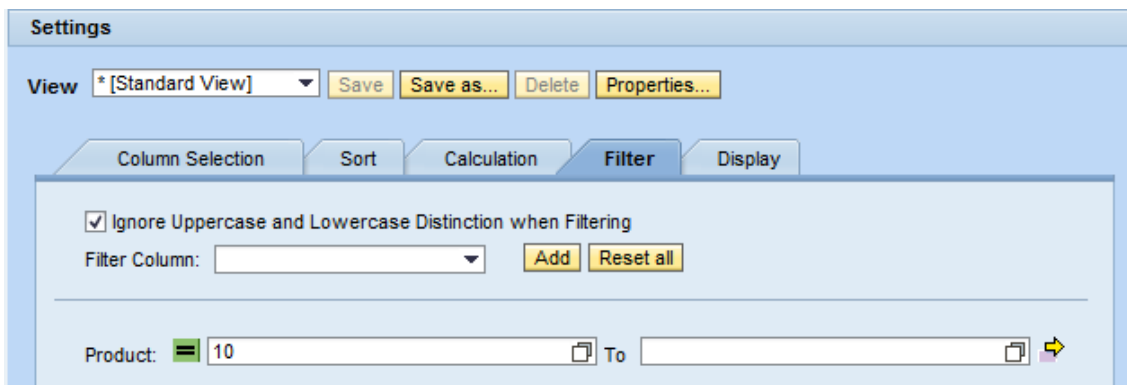 Settings
View * [Standard View] Save Save as... Delete Properties...
Column Selection Sort Calculation Filter Display
Ignore Uppercase and Lowercase Distinction when Filtering
Filter Column: Add Reset all
Product: 10 To